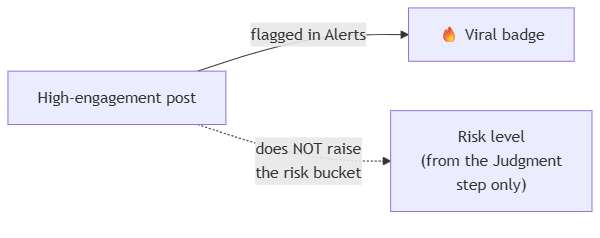 flagged in Alerts
🔥 Viral badge
High-engagement post
does NOT raise
the risk bucket
Risk level
(from the Judgment
step only)